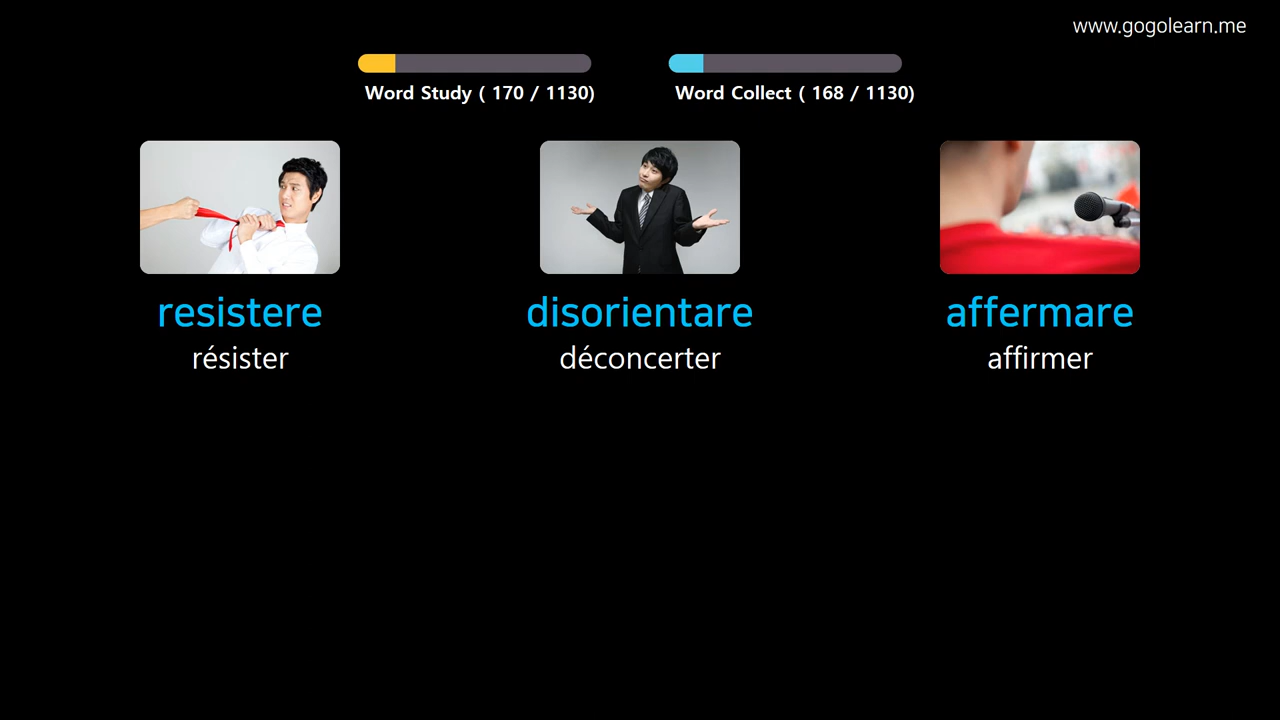 www.gogolearn.me
Word Study ( 170 / 1130)
Word Collect ( 168 / 1130)
resistere
résister
disorientare
déconcerter
affermare
affirmer